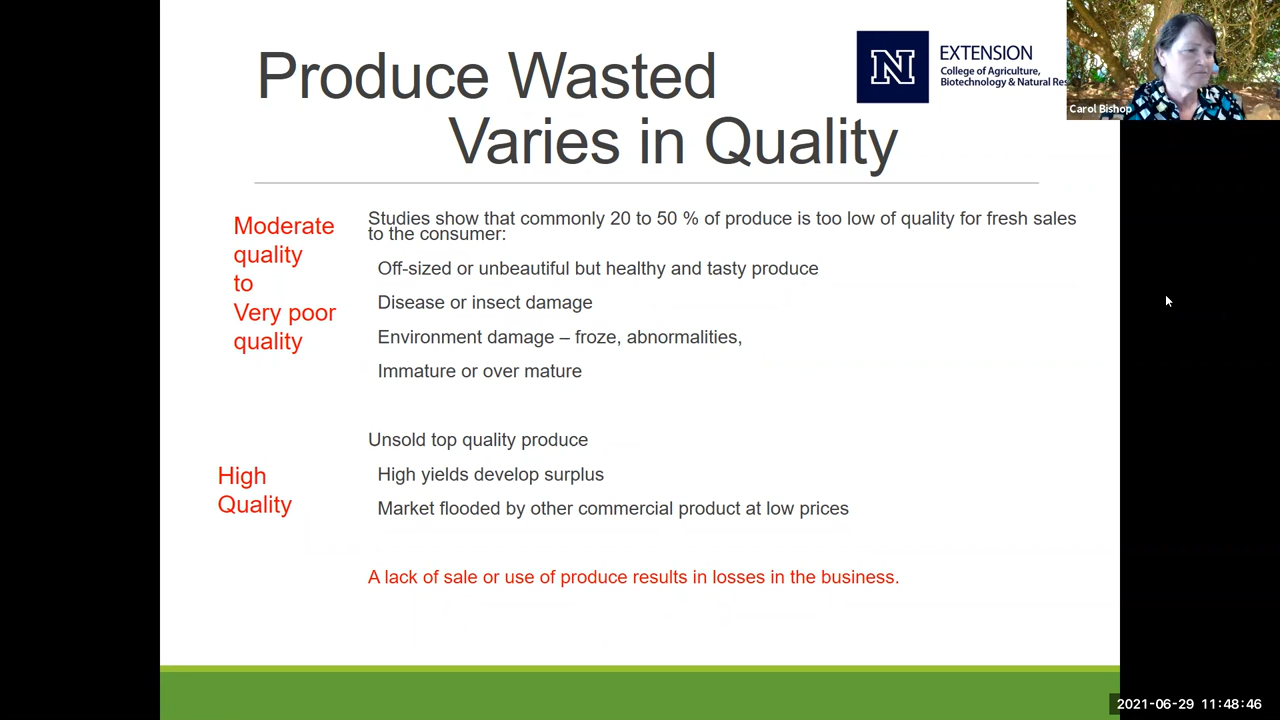 Produce Wasted
Varies in Quality
N
EXTENSION
College of Agriculture,
Biotechnology & Natural Res
Carol Bishop
Moderate
quality
to
Very poor
quality
Studies show that commonly 20 to 50 % of produce is too low of quality for fresh sales
to the consumer:
Off-sized or unbeautiful but healthy and tasty produce
Disease or insect damage
Environment damage – froze, abnormalities,
Immature or over mature
Unsold top quality produce
High
Quality
High yields develop surplus
Market flooded by other commercial product at low prices
A lack of sale or use of produce results in losses in the business.
2021-06-29 11:48:46